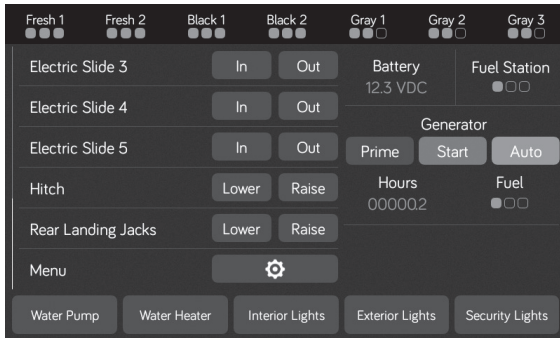 Fresh 1 Fresh 2 Black 1 Black 2 Gray 1 Gray 2 Gray 3
Electric Slide 3 In Out
Electric Slide 4 In Out
Electric Slide 5 In Out
Hitch Lower Raise
Rear Landing Jacks Lower Raise
Menu
Battery Fuel Station
12.3 VDC
Generator
Prime Start Auto
Hours Fuel
00000.2
Water Pump Water Heater Interior Lights Exterior Lights Security Lights